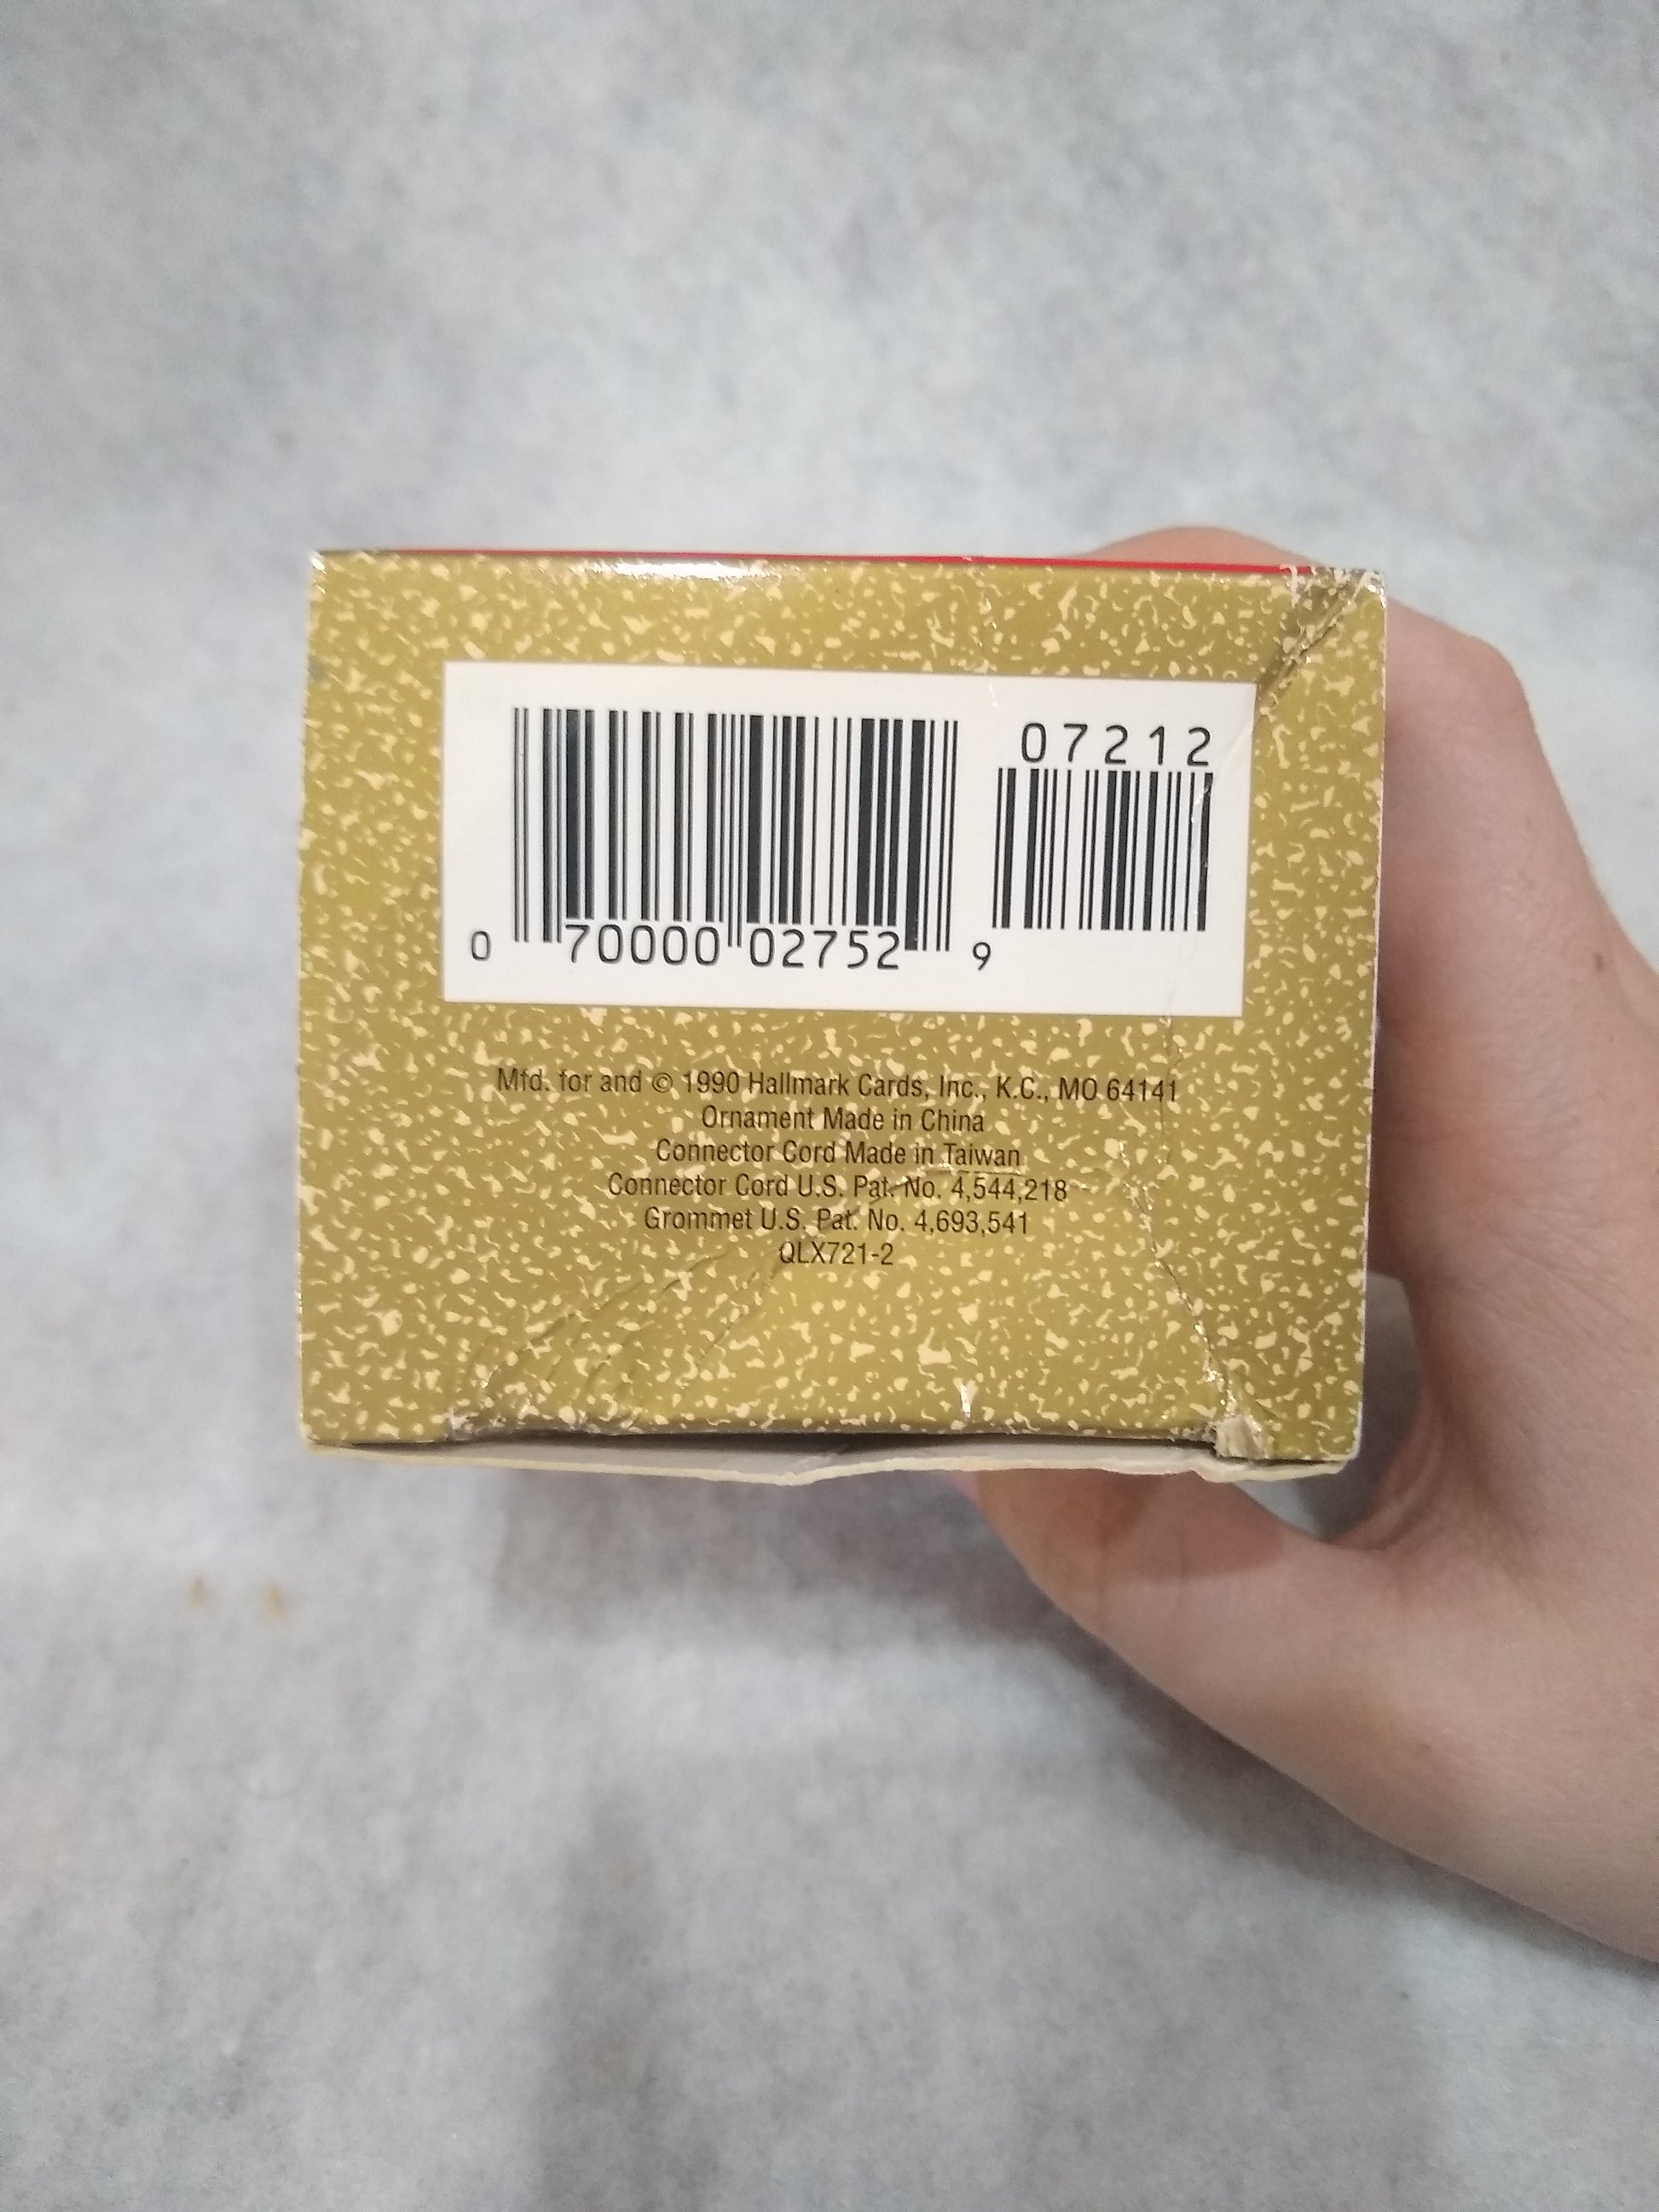 07212
0 70000 02752 9
Mfd. for and © 1990 Hallmark Cards, Inc., K.C., MO 64141
Ornament Made in China
Connector Cord Made in Taiwan
Connector Cord U.S. Pat. No. 4,544,218
Grommet U.S. Pat. No. 4,693,541
QLX721-2